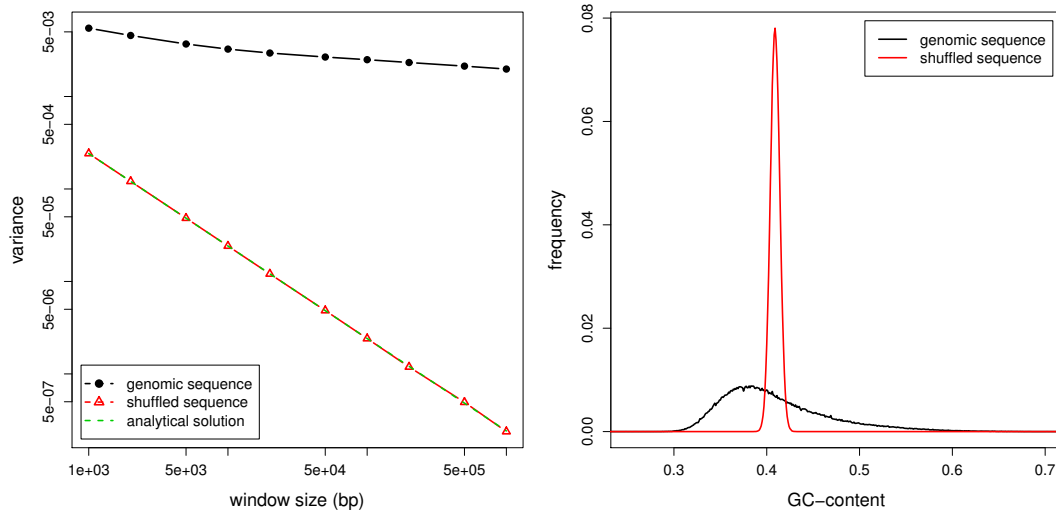 variance
5e−03
5e−04
5e−05
5e−06
5e−07
genomic sequence
shuffled sequence
analytical solution
1e+03
5e+03
5e+04
5e+05
window size (bp)
frequency
0.08
0.06
0.04
0.02
0.00
genomic sequence
shuffled sequence
0.3
0.4
0.5
0.6
0.7
GC−content